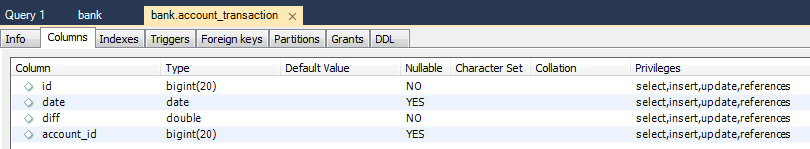 Query 1 bank bank.account_transaction ×
Info Columns Indexes Triggers Foreign keys Partitions Grants DDL
Column Type Default Value Nullable Character Set Collation Privileges
id bigint(20) NO select,insert,update,references
date date YES select,insert,update,references
diff double NO select,insert,update,references
account_id bigint(20) YES select,insert,update,references